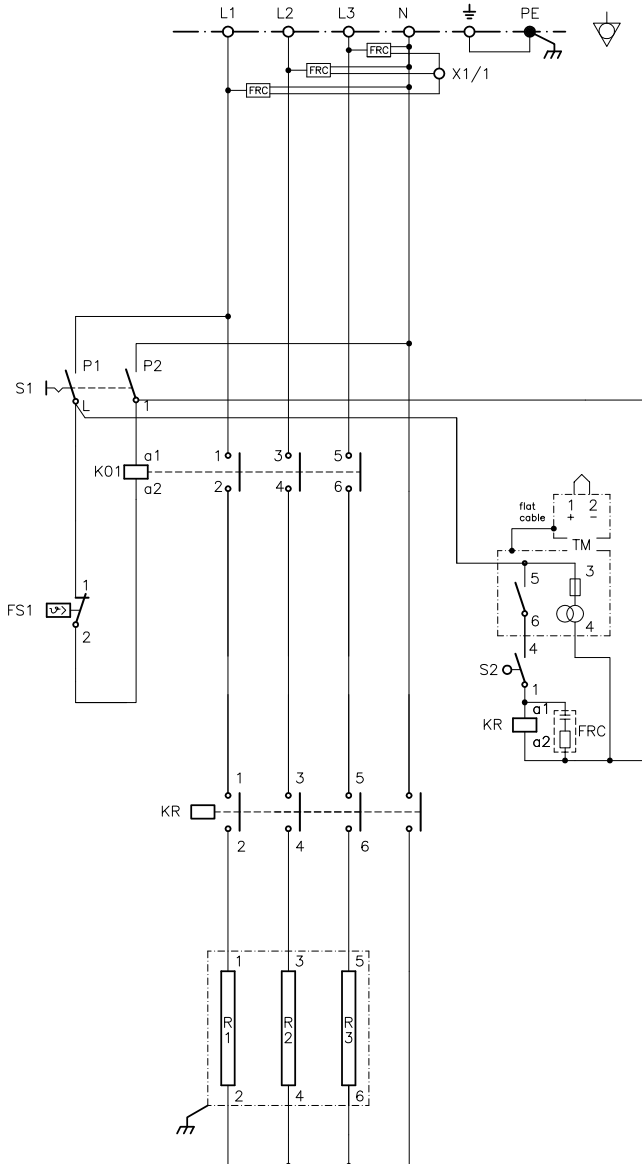 L1 L2 L3 N PE
FRC
FRC
X1/1
FRC
P1 P2
S1
L 1
a1 1 3 5
K01
a2 2 4 6
1 2
+ -
flat
cable
TM
5 3
1
FS1
2
6 4
4
S2
1
a1
KR FRC
a2
1 3 5
KR
2 4 6
1 3 5
R
1
R
2
R
3
2 4 6